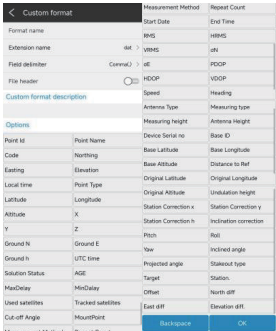 Custom format
Format name
Extension name dat >
Field delimiter Comma(,) >
File header
Custom format description
Options
Point Id Point Name
Code Northing
Easting Elevation
Local time Point Type
Latitude Longitude
Altitude X
Y Z
Ground N Ground E
Ground h UTC time
Solution Status AGE
MaxDelay MinDelay
Used satellites Tracked satellites
Cut-off Angle MountPoint
Measurement Method Repeat Count
Start Date End Time
RMS HRMS
VRMS σN
σE PDOP
HDOP VDOP
Speed Heading
Antenna Type Measuring type
Measuring height Antenna Height
Device Serial no Base ID
Base Latitude Base Longitude
Base Altitude Distance to Ref
Original Latitude Original Longitude
Original Altitude Undulation height
Station Correction x Station Correction y
Station Correction h Inclination correction
Pitch Roll
Yaw Inclined angle
Projected angle Stakeout type
Target Station.
Offset North diff
East diff Elevation diff.
Backspace OK